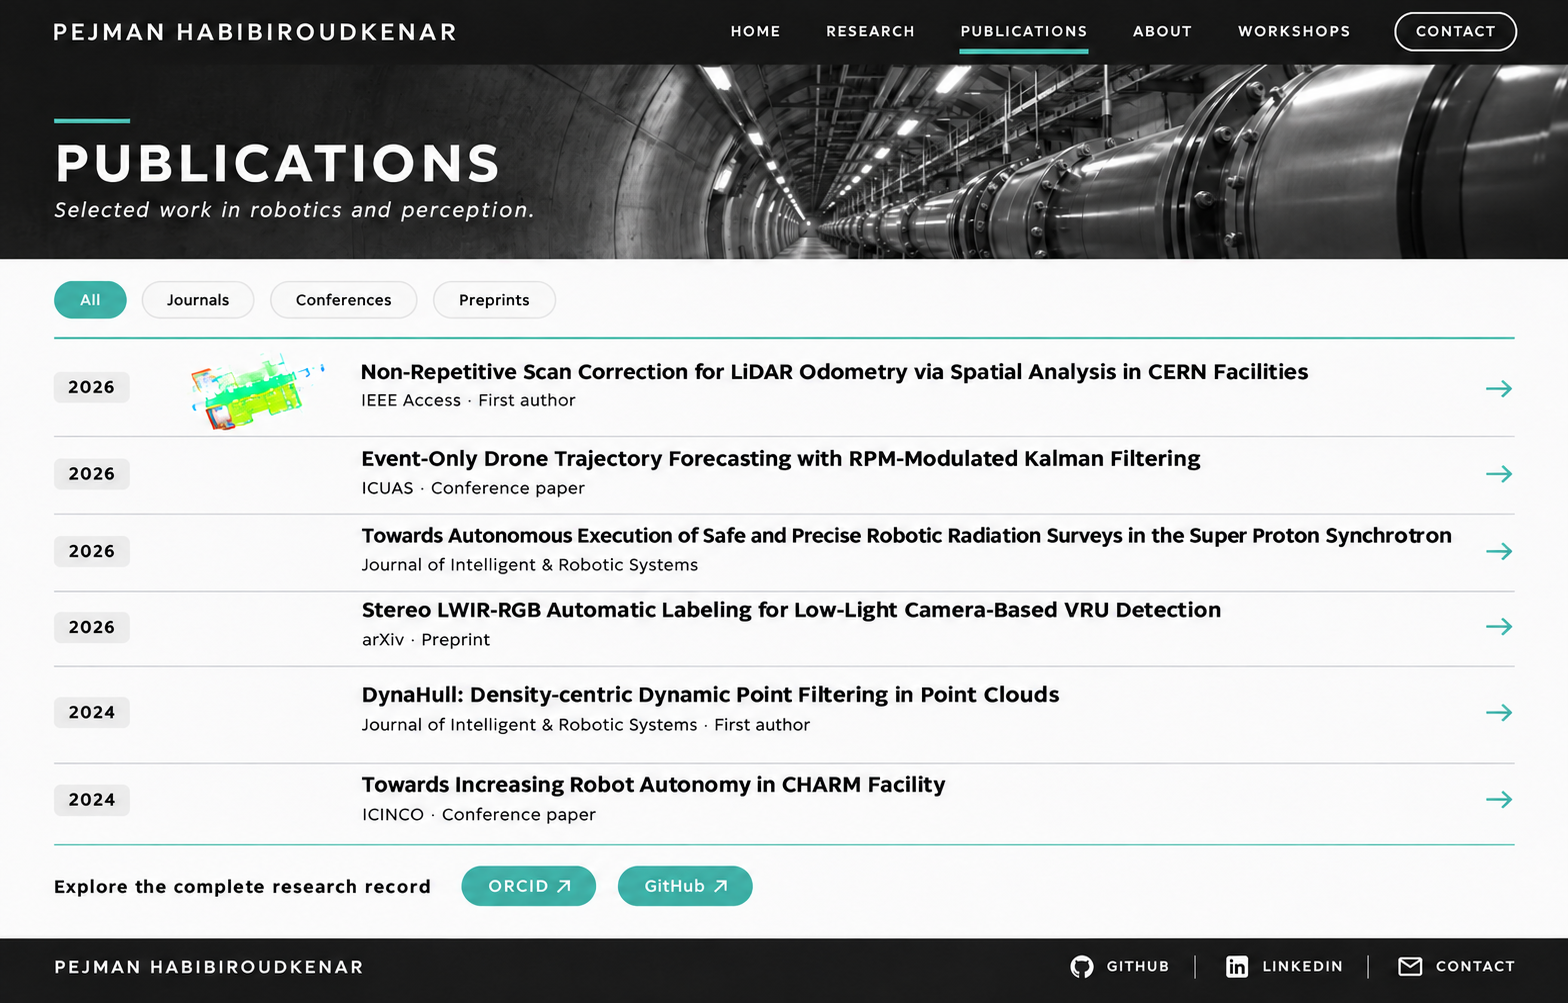 PEJMAN HABIBIROUDKENAR
HOME RESEARCH PUBLICATIONS ABOUT WORKSHOPS CONTACT
PUBLICATIONS
Selected work in robotics and perception.
All Journals Conferences Preprints
2026
Non-Repetitive Scan Correction for LiDAR Odometry via Spatial Analysis in CERN Facilities
IEEE Access · First author
2026
Event-Only Drone Trajectory Forecasting with RPM-Modulated Kalman Filtering
ICUAS · Conference paper
2026
Towards Autonomous Execution of Safe and Precise Robotic Radiation Surveys in the Super Proton Synchrotron
Journal of Intelligent & Robotic Systems
2026
Stereo LWIR-RGB Automatic Labeling for Low-Light Camera-Based VRU Detection
arXiv · Preprint
2024
DynaHull: Density-centric Dynamic Point Filtering in Point Clouds
Journal of Intelligent & Robotic Systems · First author
2024
Towards Increasing Robot Autonomy in CHARM Facility
ICINCO · Conference paper
Explore the complete research record ORCID GitHub
PEJMAN HABIBIROUDKENAR
GITHUB LINKEDIN CONTACT